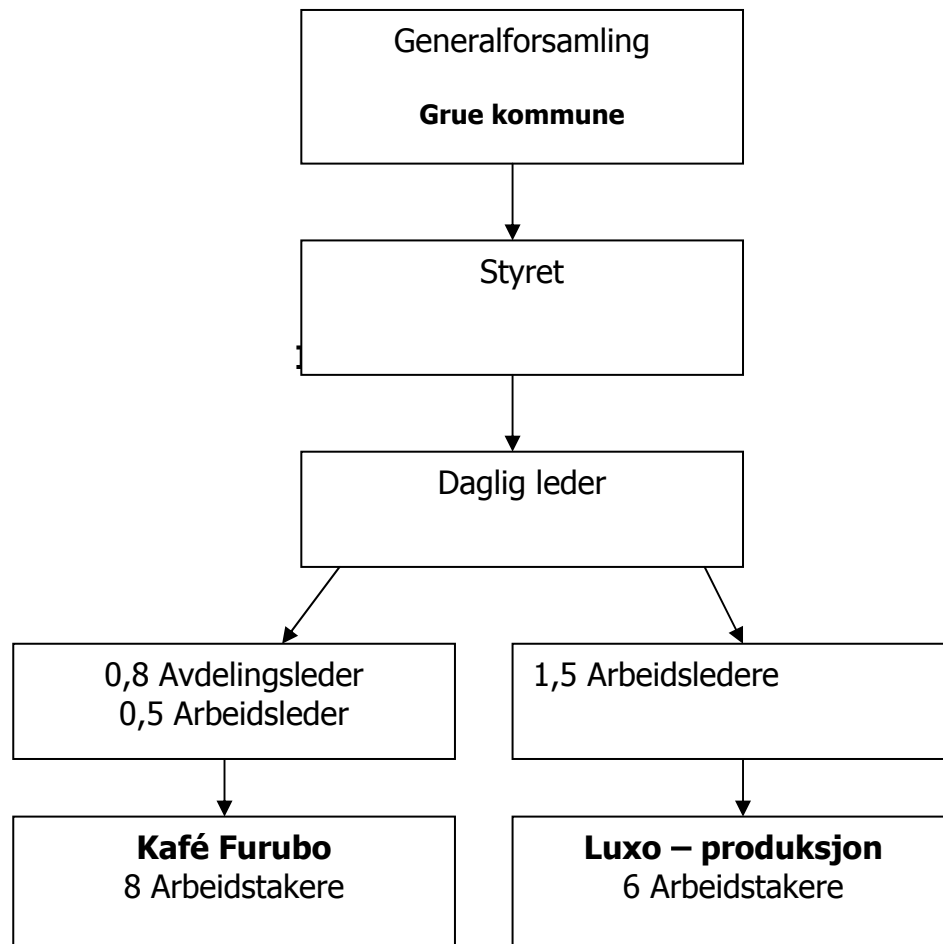 Generalforsamling
Grue kommune
Styret
Daglig leder
0,8 Avdelingsleder
0,5 Arbeidsleder
1,5 Arbeidsledere
Kafé Furubo
8 Arbeidstakere
Luxo – produksjon
6 Arbeidstakere